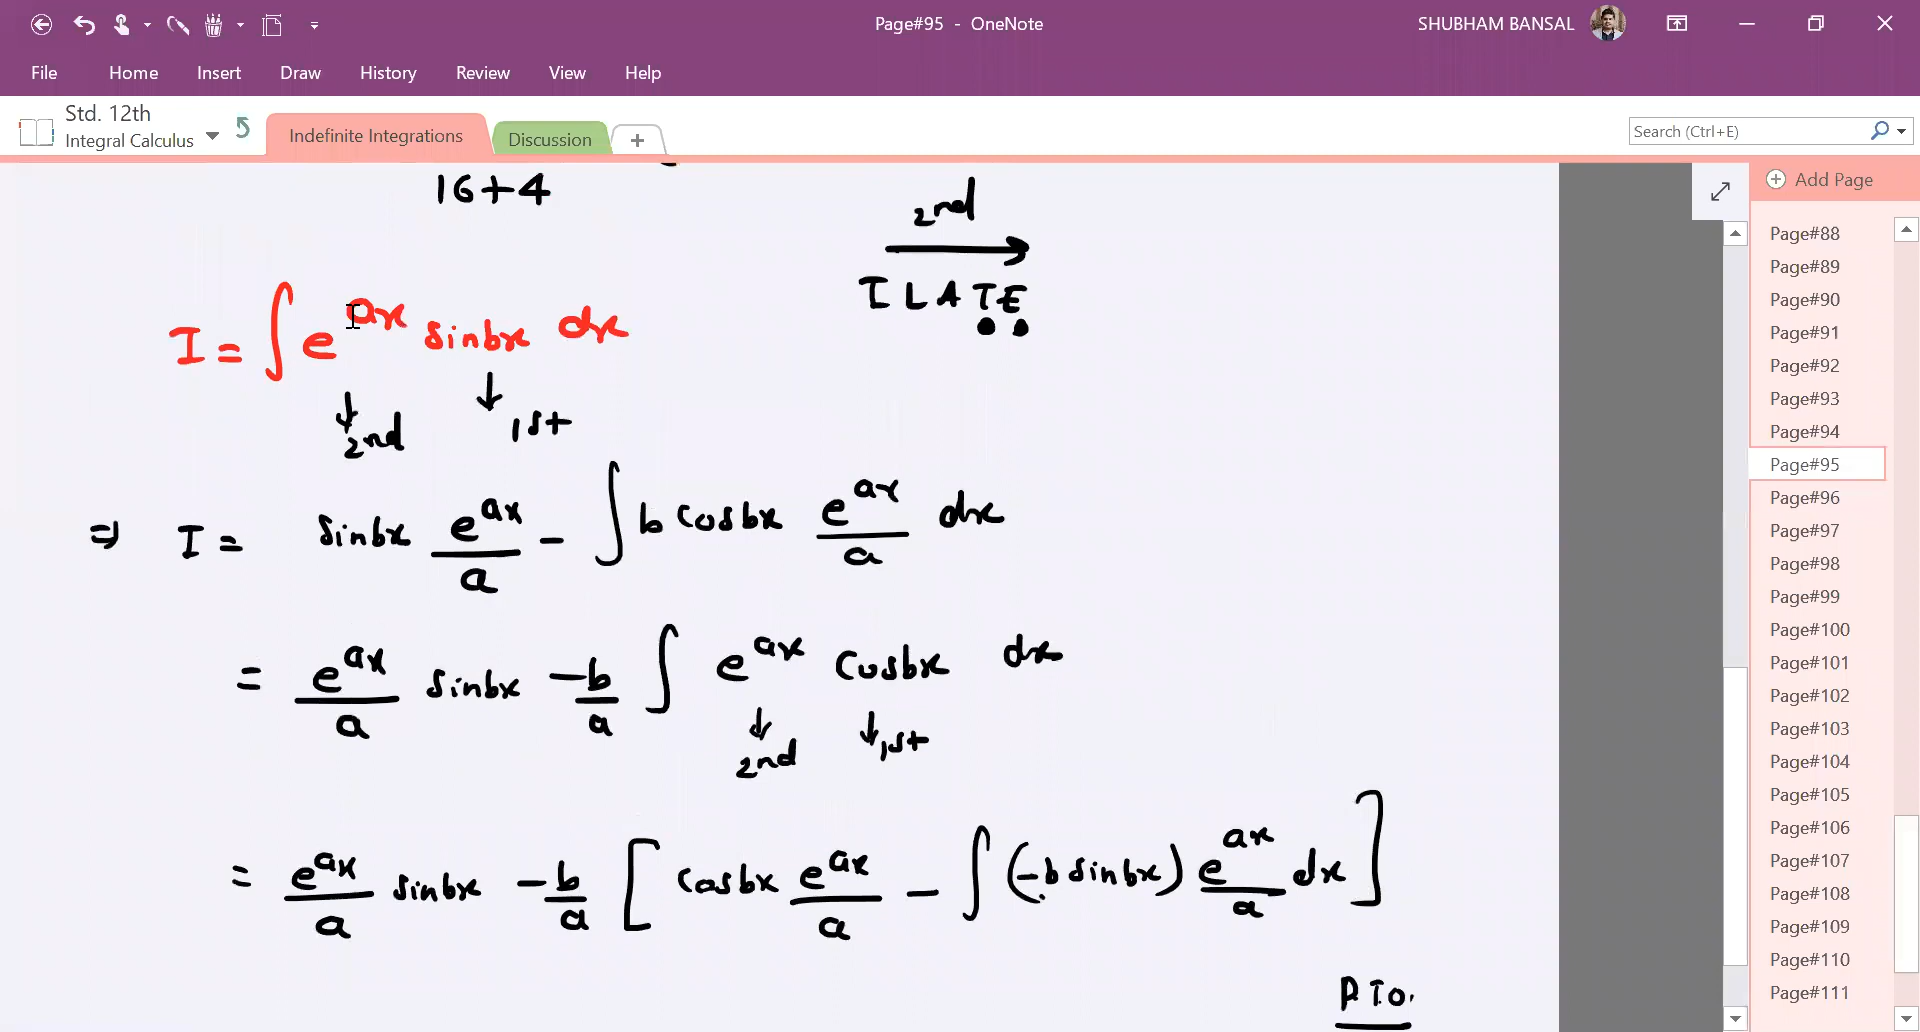 Page#95 - OneNote
SHUBHAM BANSAL
File Home Insert Draw History Review View Help
Std. 12th
Integral Calculus
Indefinite Integrations
Discussion
+
Search (Ctrl+E)
Add Page
16+4
2nd
ILATE
I = ∫ e^ax sinbx dx
↓ 2nd ↓ 1st
⇒ I = sinbx e^ax/a - ∫ b cosbx e^ax/a dx
= e^ax/a sinbx - b/a ∫ e^ax cosbx dx
↓ 2nd ↓ 1st
= e^ax/a sinbx - b/a [ cosbx e^ax/a - ∫ (-b sinbx) e^ax/a dx ]
P.T.O.
Page#88
Page#89
Page#90
Page#91
Page#92
Page#93
Page#94
Page#95
Page#96
Page#97
Page#98
Page#99
Page#100
Page#101
Page#102
Page#103
Page#104
Page#105
Page#106
Page#107
Page#108
Page#109
Page#110
Page#111